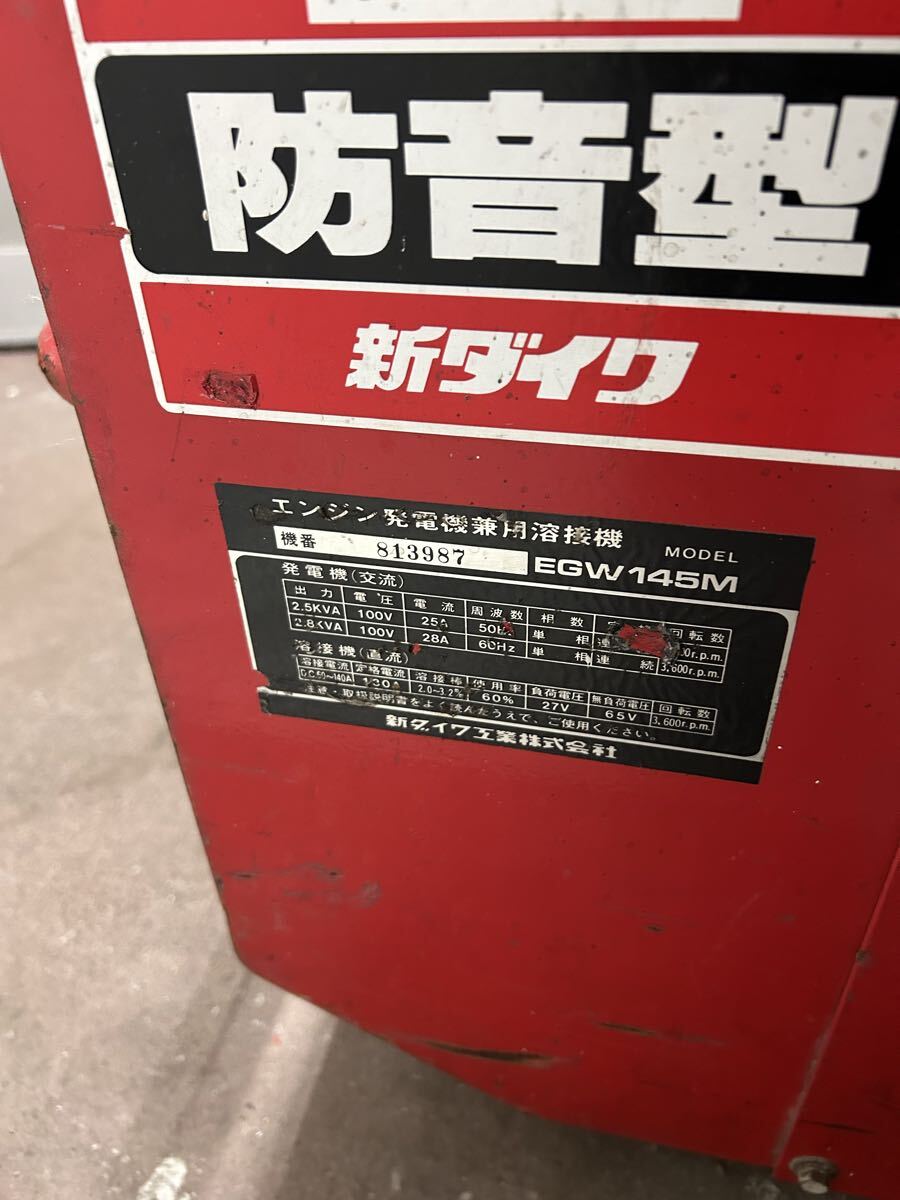 防音型
新ダイワ
エンジン発電機兼用溶接機
機番 813987 MODEL EGW145M
発電機(交流)
出力 電圧 電流 周波数 相数 回転数
2.5KVA 100V 25A 50Hz 単相 連 r.p.m.
2.8KVA 100V 28A 60Hz 単相 連続 3,600r.p.m.
溶接機(直流)
溶接電流 定格電流 溶接棒 使用率 負荷電圧 無負荷電圧 回転数
DC50~140A 130A 2.0~3.2 60% 27V 65V 3,600r.p.m.
注意・取扱説明書をよく読んだうえで、ご使用ください。
新ダイワ工業株式会社